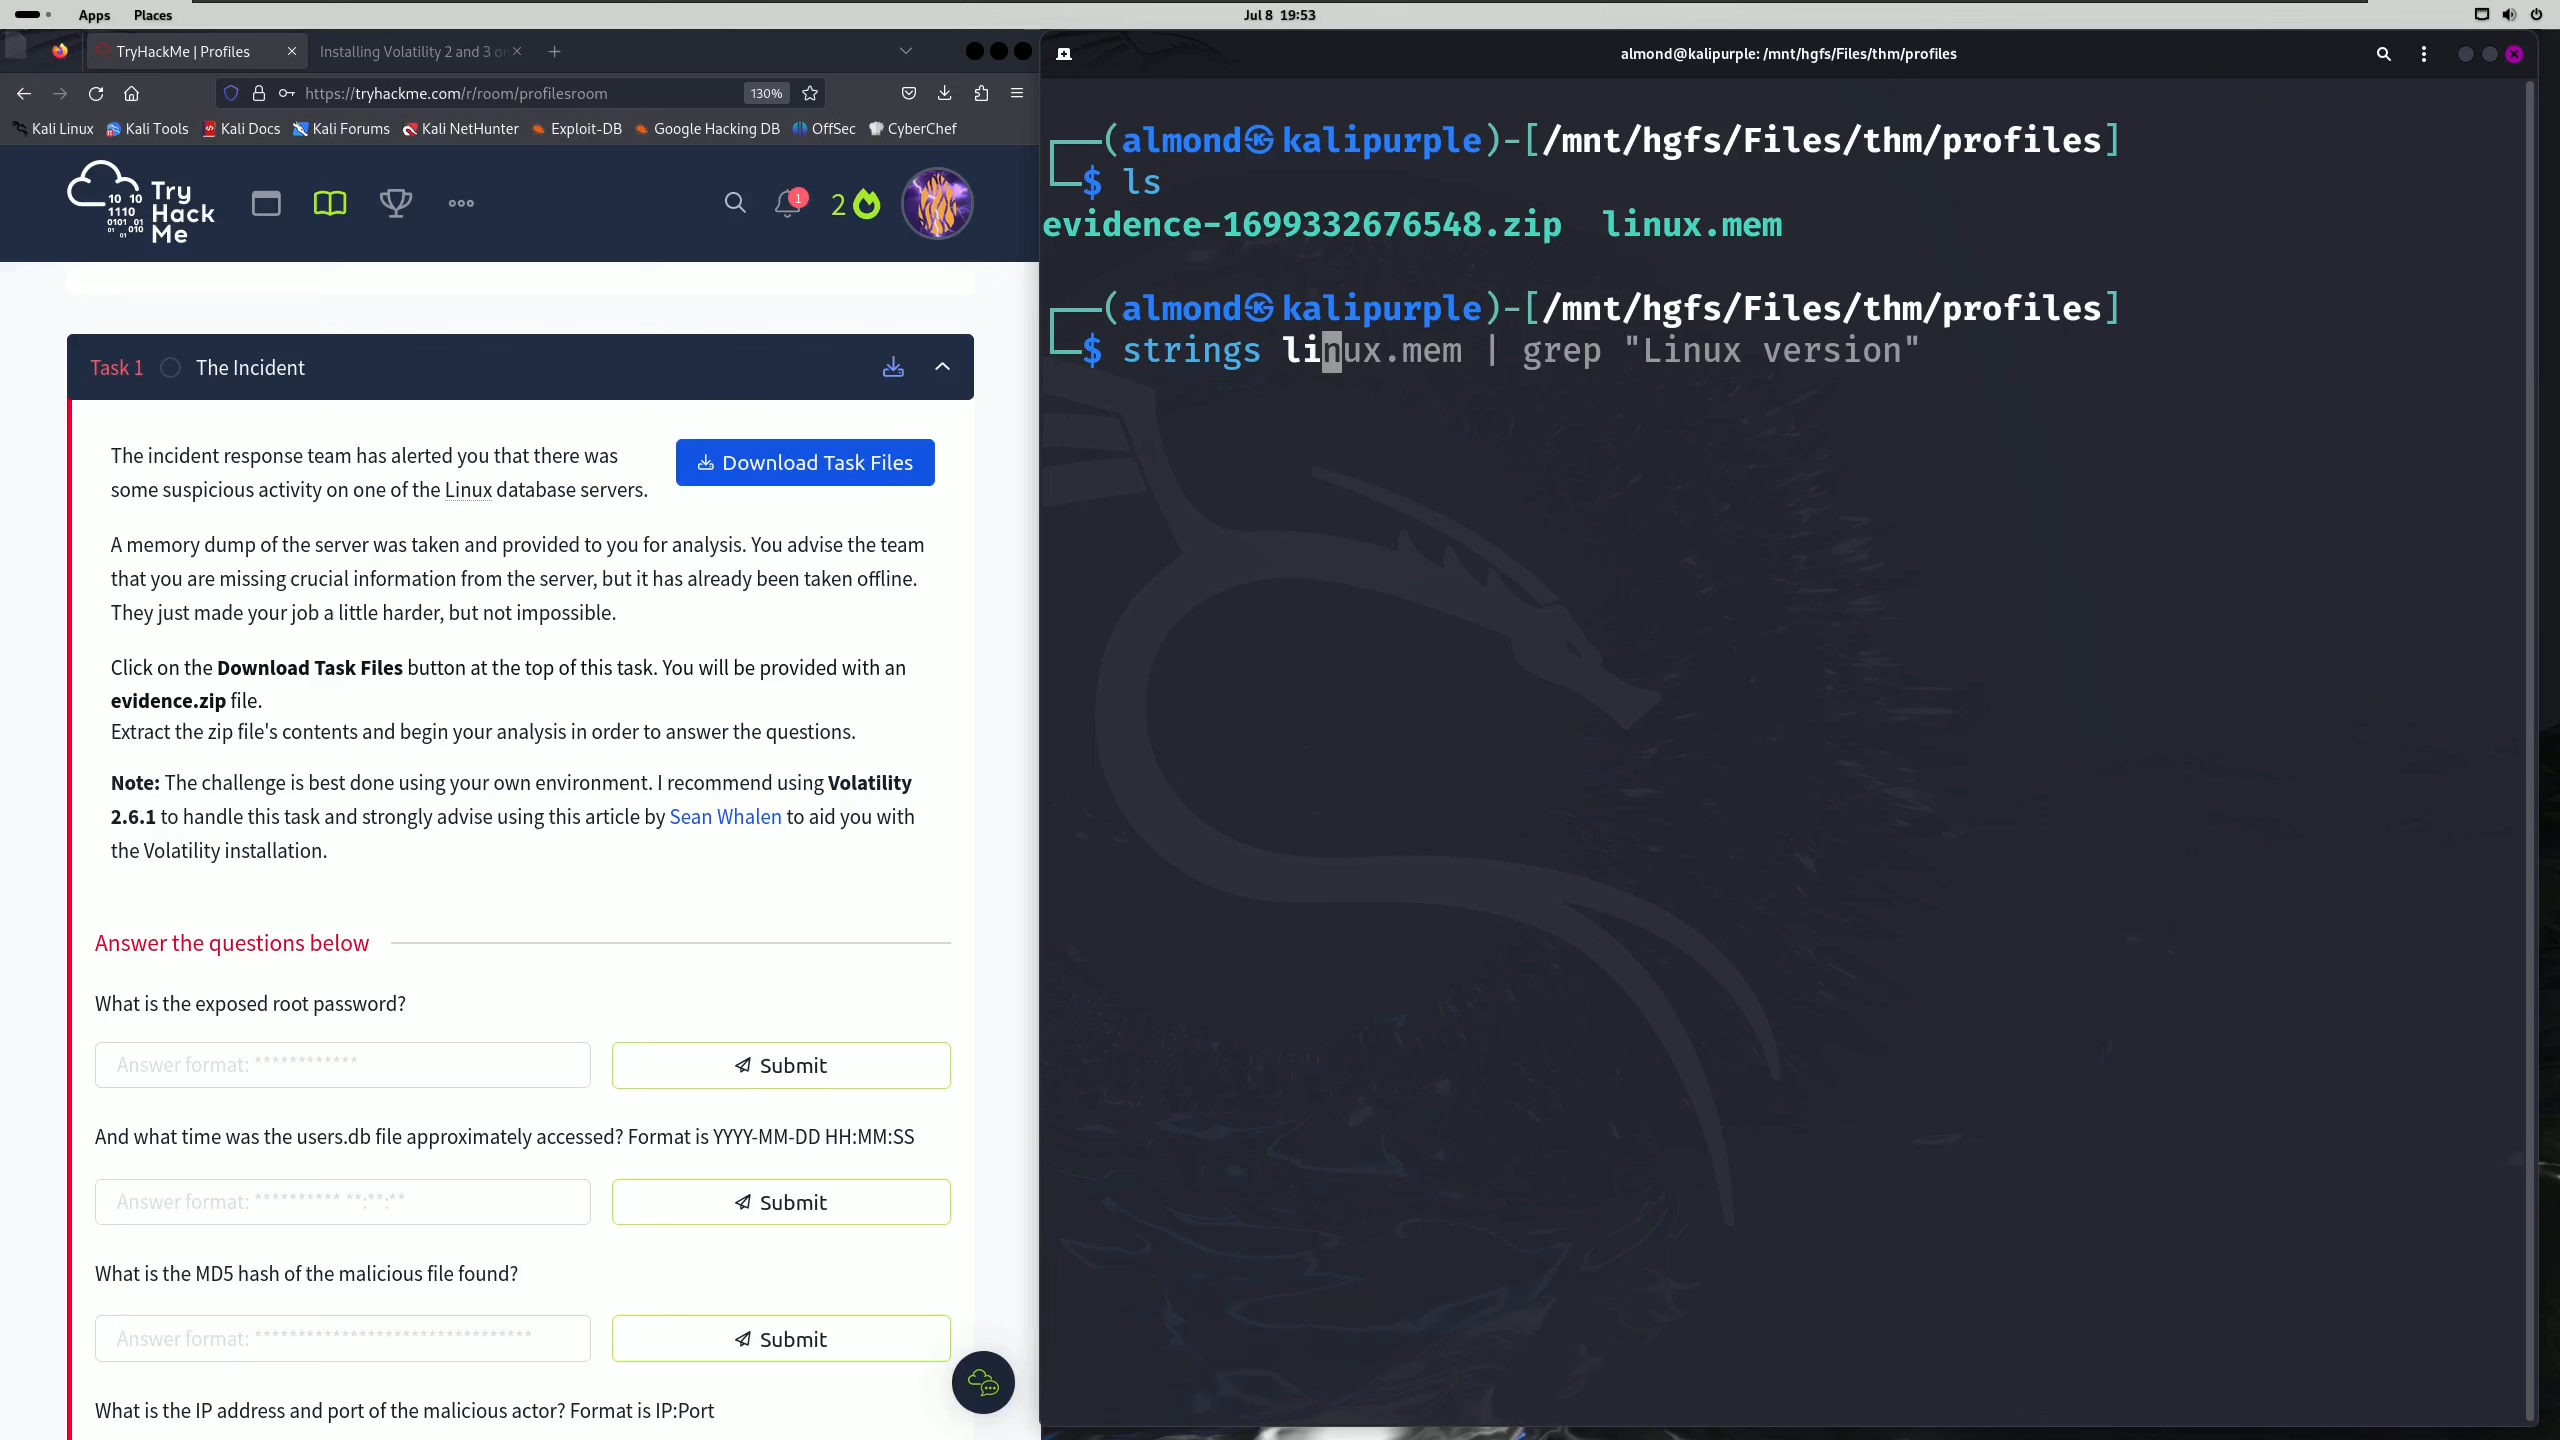 Apps Places
Jul 8 19:53
TryHackMe | Profiles
Installing Volatility 2 and 3 o
https://tryhackme.com/r/room/profilesroom
130%
Kali Linux Kali Tools Kali Docs Kali Forums Kali NetHunter Exploit-DB Google Hacking DB OffSec CyberChef
Try
Hack
Me
10 10
1110
0101 01
01 010
01
1
2
Task 1 The Incident
Download Task Files
The incident response team has alerted you that there was
some suspicious activity on one of the Linux database servers.
A memory dump of the server was taken and provided to you for analysis. You advise the team
that you are missing crucial information from the server, but it has already been taken offline.
They just made your job a little harder, but not impossible.
Click on the Download Task Files button at the top of this task. You will be provided with an
evidence.zip file.
Extract the zip file's contents and begin your analysis in order to answer the questions.
Note: The challenge is best done using your own environment. I recommend using Volatility
2.6.1 to handle this task and strongly advise using this article by Sean Whalen to aid you with
the Volatility installation.
Answer the questions below
What is the exposed root password?
Answer format: ************
Submit
And what time was the users.db file approximately accessed? Format is YYYY-MM-DD HH:MM:SS
Answer format: ********** **:**:**
Submit
What is the MD5 hash of the malicious file found?
Answer format: ********************************
Submit
What is the IP address and port of the malicious actor? Format is IP:Port
almond@kalipurple: /mnt/hgfs/Files/thm/profiles
┌──(almond㉿kalipurple)-[/mnt/hgfs/Files/thm/profiles]
└─$ ls
evidence-1699332676548.zip linux.mem
┌──(almond㉿kalipurple)-[/mnt/hgfs/Files/thm/profiles]
└─$ strings linux.mem | grep "Linux version"